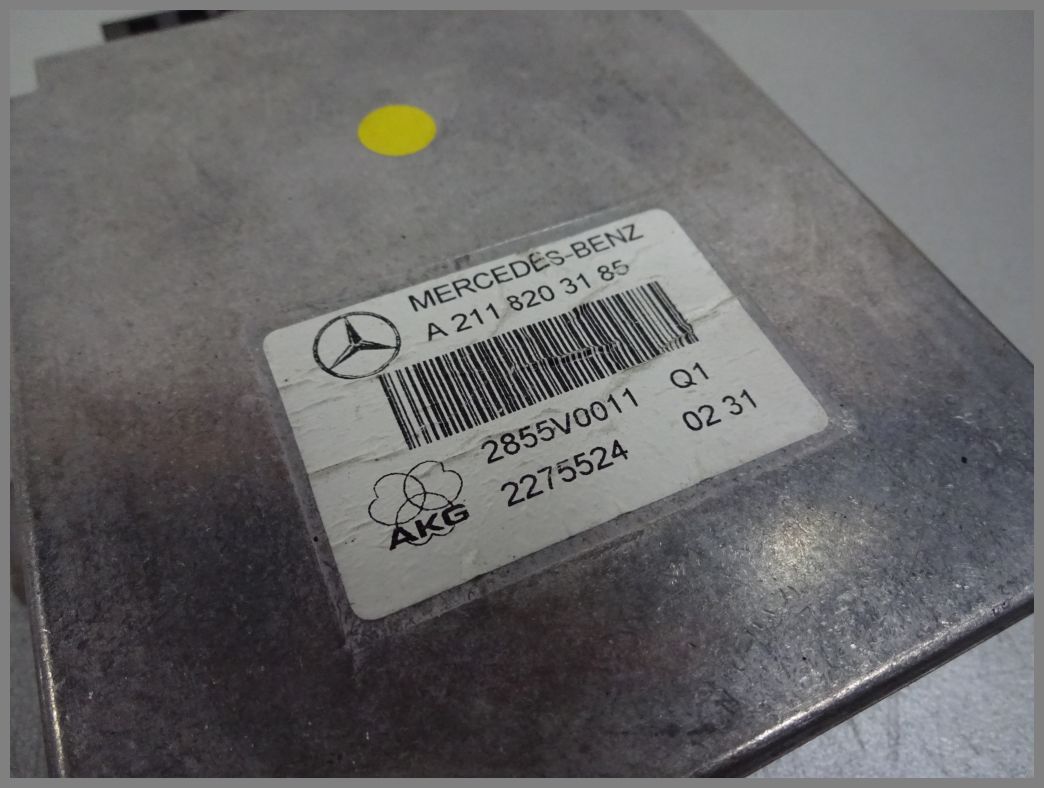 MERCEDES-BENZ
A 211 820 31 85
2855V0011 Q1
2275524 02 31
AKG